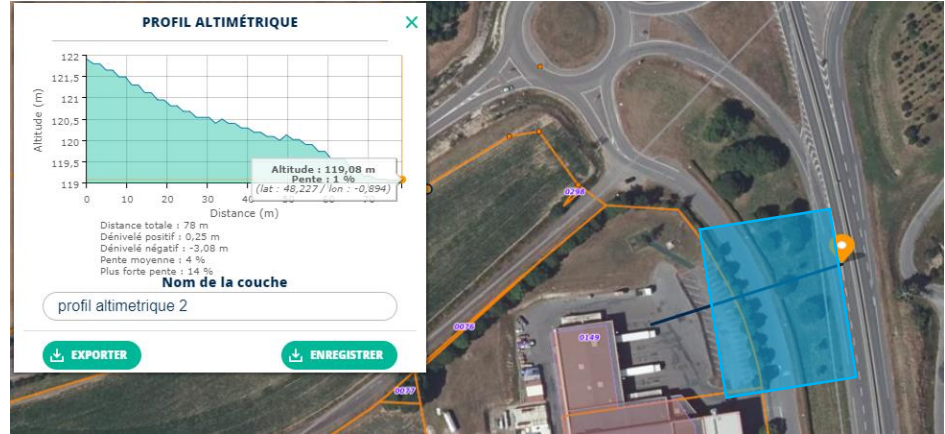 PROFIL ALTIMÉTRIQUE
122
121.5
121
120.5
120
119.5
119
Altitude (m)
0 10 20 30 40 50 60 70
Distance (m)
Altitude : 119,08 m
Pente : 1 %
(lat : 48,227 / lon : -0,894)
Distance totale : 78 m
Dénivelé positif : 0,25 m
Dénivelé négatif : -3,08 m
Pente moyenne : 4 %
Plus forte pente : 14 %
Nom de la couche
profil altimetrique 2
EXPORTER
ENREGISTRER
0298
0076
0149
0077